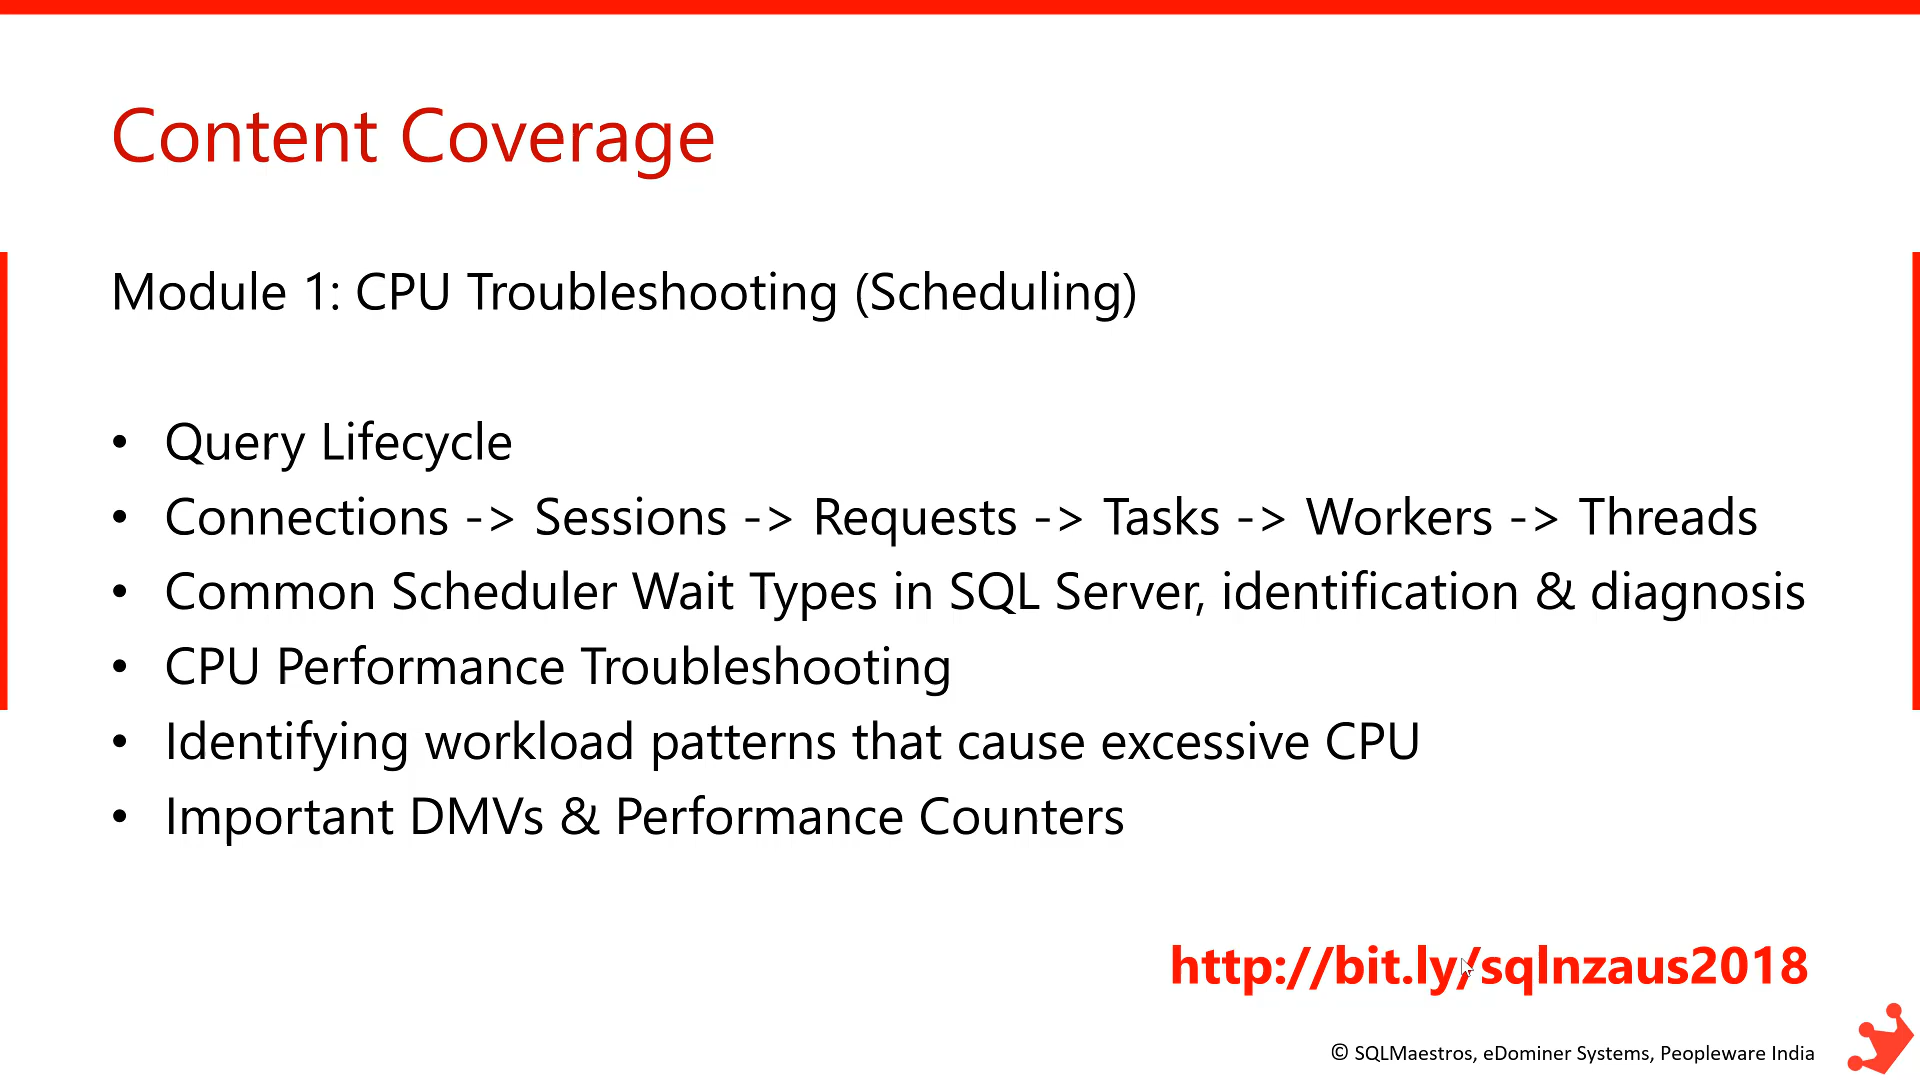 Content Coverage
Module 1: CPU Troubleshooting (Scheduling)
• Query Lifecycle
• Connections -> Sessions -> Requests -> Tasks -> Workers -> Threads
• Common Scheduler Wait Types in SQL Server, identification & diagnosis
• CPU Performance Troubleshooting
• Identifying workload patterns that cause excessive CPU
• Important DMVs & Performance Counters
http://bit.ly/sqlnzaus2018
© SQLMaestros, eDominer Systems, Peopleware India